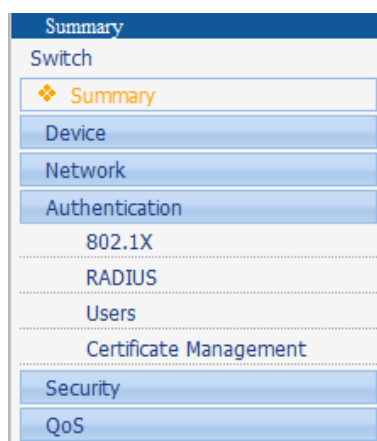 Summary
Switch
Summary
Device
Network
Authentication
802.1X
RADIUS
Users
Certificate Management
Security
QoS